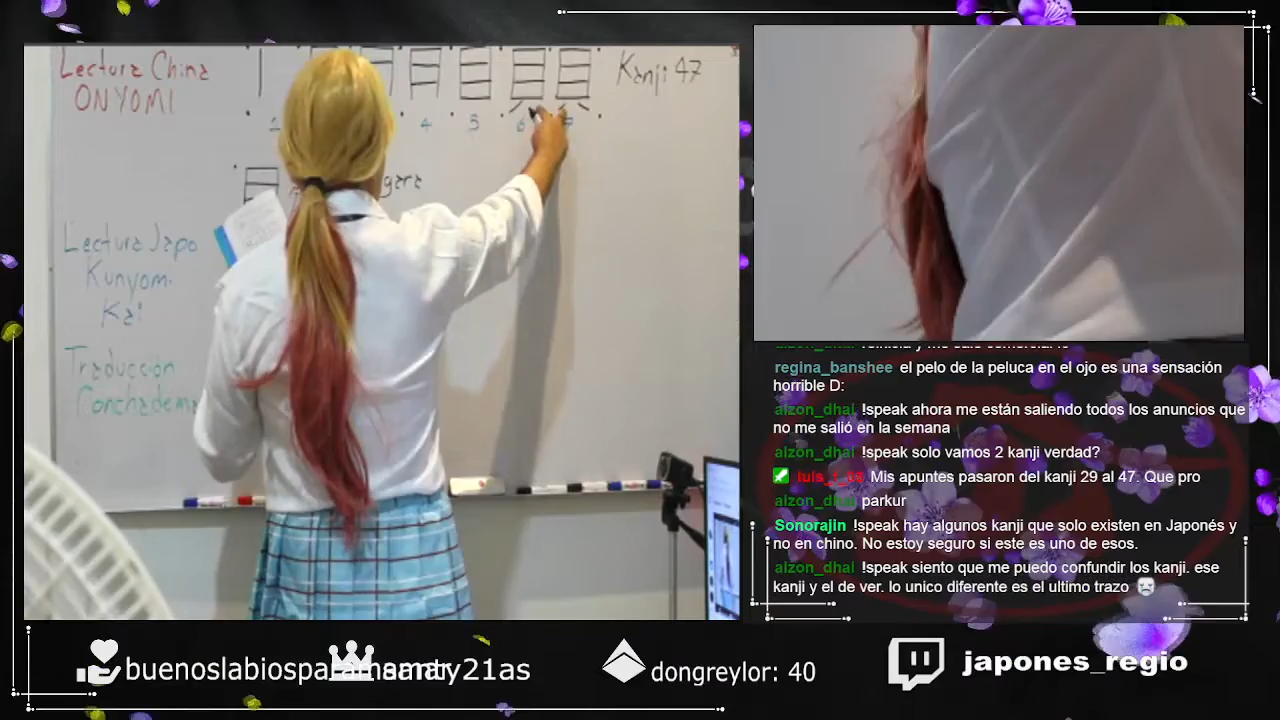 Lectura China
ONYOMI
Kanji 47
4 5 6
gara
Lectura Japo
Kunyomi
Kai
Traducción
Conchadema
regina_banshee el pelo de la peluca en el ojo es una sensación
horrible D:
alzon_dhal !speak ahora me están saliendo todos los anuncios que
no me salió en la semana
alzon_dhal !speak solo vamos 2 kanji verdad?
Mis apuntes pasaron del kanji 29 al 47. Que pro
alzon_dhal parkur
Sonorajin !speak hay algunos kanji que solo existen en Japonés y
no en chino. No estoy seguro si este es uno de esos.
alzon_dhal !speak siento que me puedo confundir los kanji. ese
kanji y el de ver. lo unico diferente es el ultimo trazo
dongreylor: 40
japones_regio